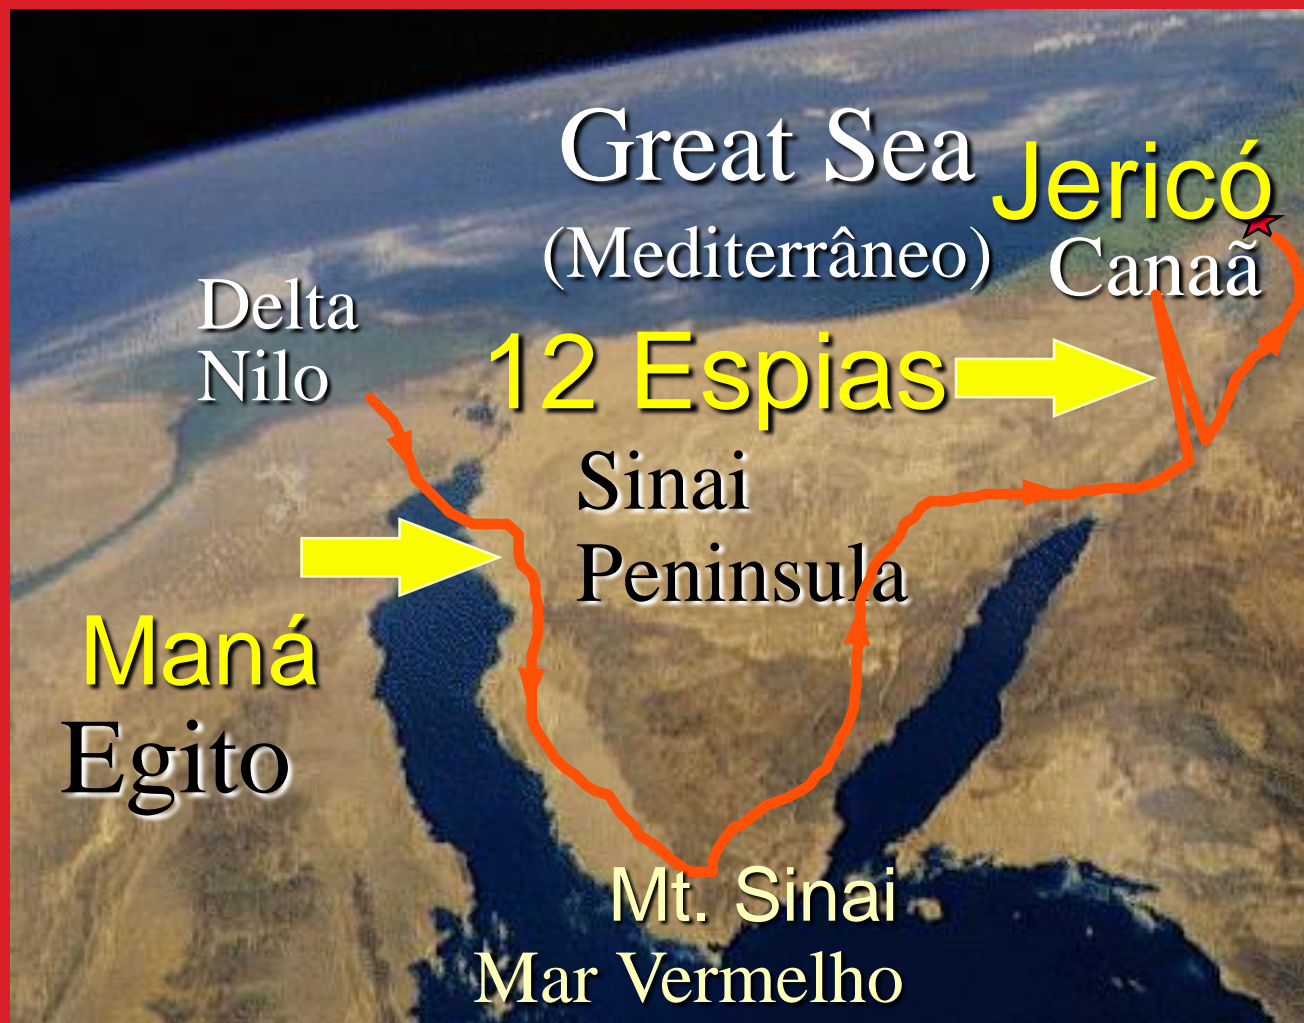 Great Sea
Jericó
(Mediterrâneo)
Canaã
Delta
Nilo
12 Espias
Sinai
Peninsula
Maná
Egito
Mt. Sinai
Mar Vermelho